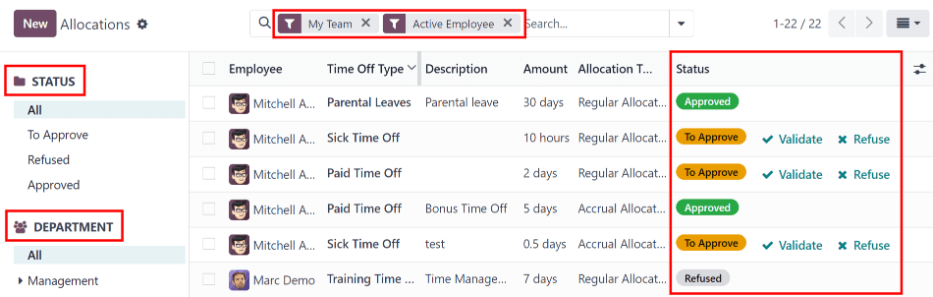 New Allocations My Team × Active Employee × Search... 1-22 / 22
STATUS
All
To Approve
Refused
Approved
DEPARTMENT
All
Management
Employee Time Off Type Description Amount Allocation T... Status
Mitchell A... Parental Leaves Parental leave 30 days Regular Allocat... Approved
Mitchell A... Sick Time Off 10 hours Regular Allocat... To Approve Validate Refuse
Mitchell A... Paid Time Off 2 days Regular Allocat... To Approve Validate Refuse
Mitchell A... Paid Time Off Bonus Time Off 5 days Accrual Allocat... Approved
Mitchell A... Sick Time Off test 0.5 days Accrual Allocat... To Approve Validate Refuse
Marc Demo Training Time ... Time Manage... 7 days Regular Allocat... Refused